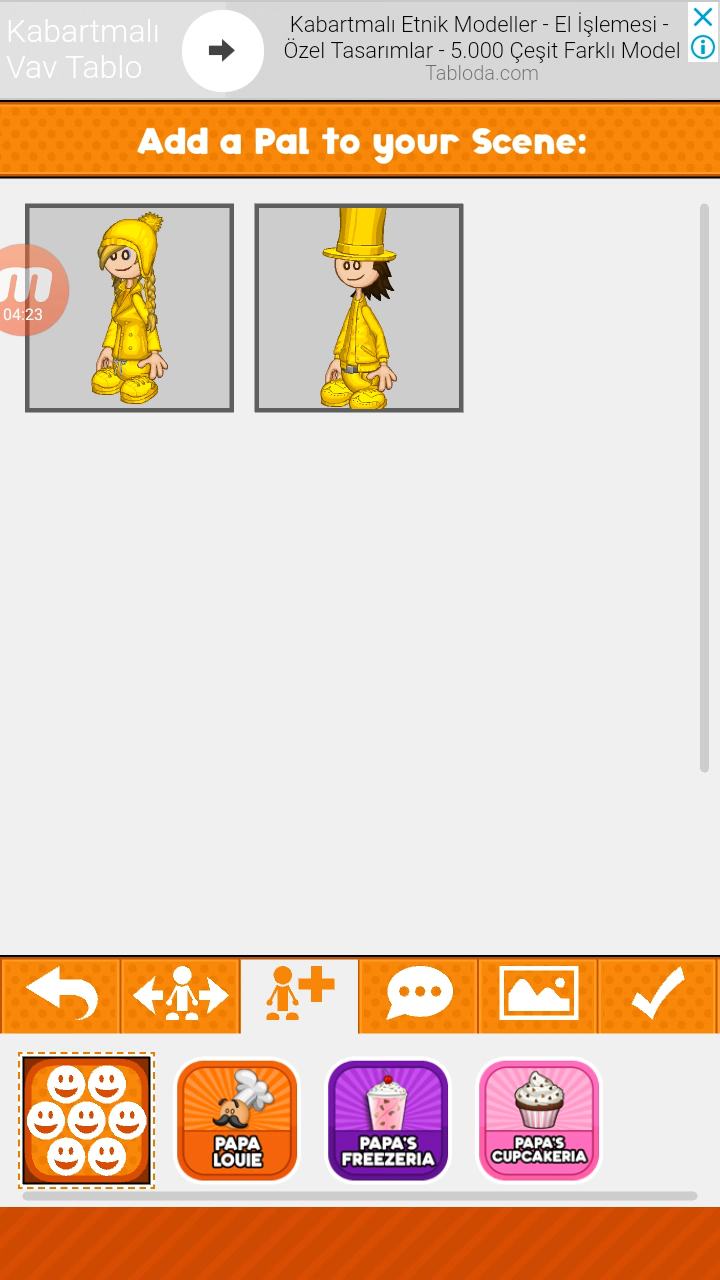 Kabartmalı
Vav Tablo
Kabartmalı Etnik Modeller - El İşlemesi -
Özel Tasarımlar - 5.000 Çeşit Farklı Model
Tabloda.com
Add a Pal to your Scene:
m
04:23
PAPA
LOUIE
PAPA'S
FREEZERIA
PAPA'S
CUPCAKERIA